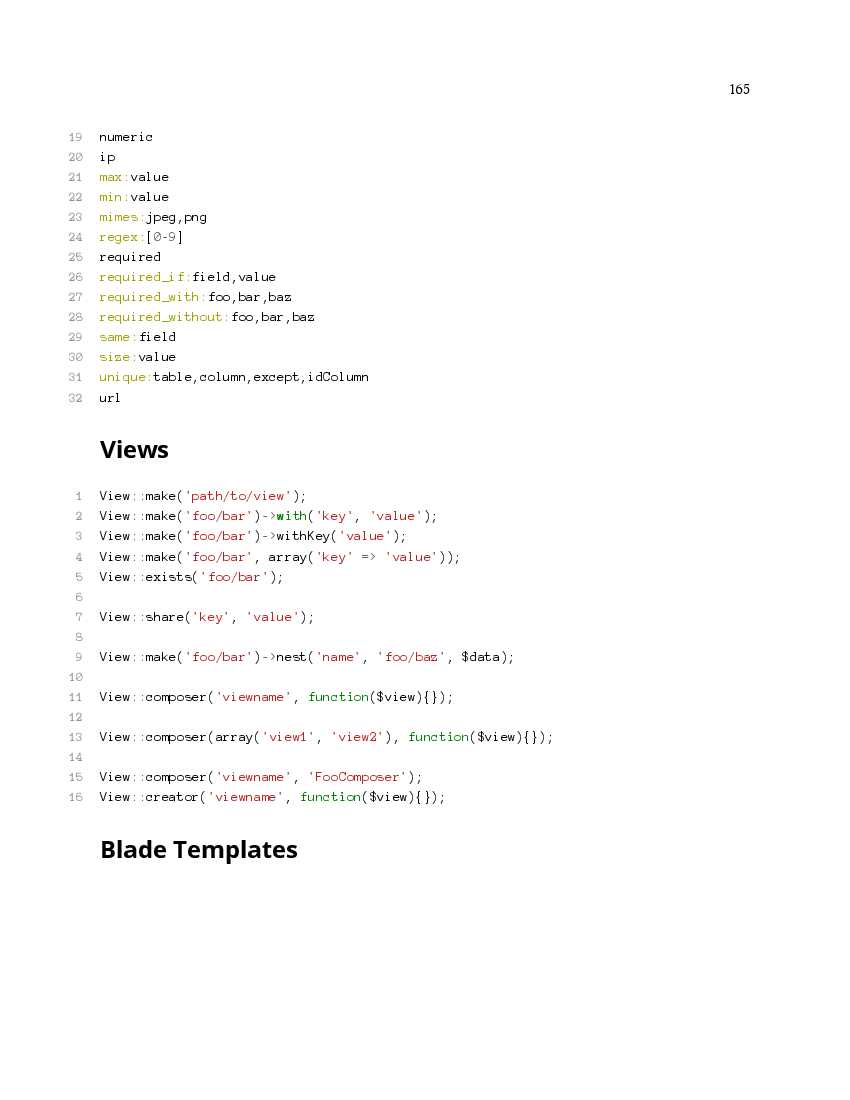 165
19 numeric
20 ip
21 max:value
22 min:value
23 mimes:jpeg,png
24 regex:[0-9]
25 required
26 required_if:field,value
27 required_with:foo,bar,baz
28 required_without:foo,bar,baz
29 same:field
30 size:value
31 unique:table,column,except,idColumn
32 url
Views
1 View::make('path/to/view');
2 View::make('foo/bar')->with('key', 'value');
3 View::make('foo/bar')->withKey('value');
4 View::make('foo/bar', array('key' => 'value'));
5 View::exists('foo/bar');
6
7 View::share('key', 'value');
8
9 View::make('foo/bar')->nest('name', 'foo/baz', $data);
10
11 View::composer('viewname', function($view){});
12
13 View::composer(array('view1', 'view2'), function($view){});
14
15 View::composer('viewname', 'FooComposer');
16 View::creator('viewname', function($view){});
Blade Templates